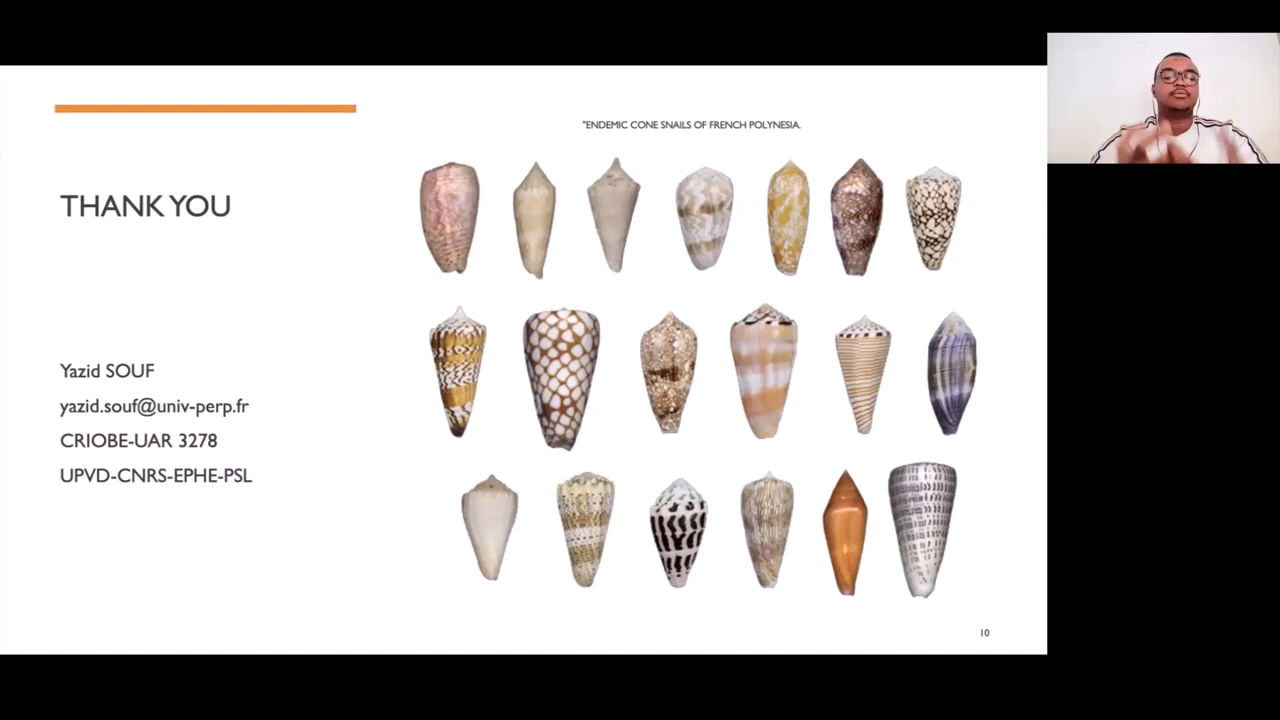 "ENDEMIC CONE SNAILS OF FRENCH POLYNESIA.
THANK YOU
Yazid SOUF
yazid.souf@univ-perp.fr
CRIOBE-UAR 3278
UPVD-CNRS-EPHE-PSL
10